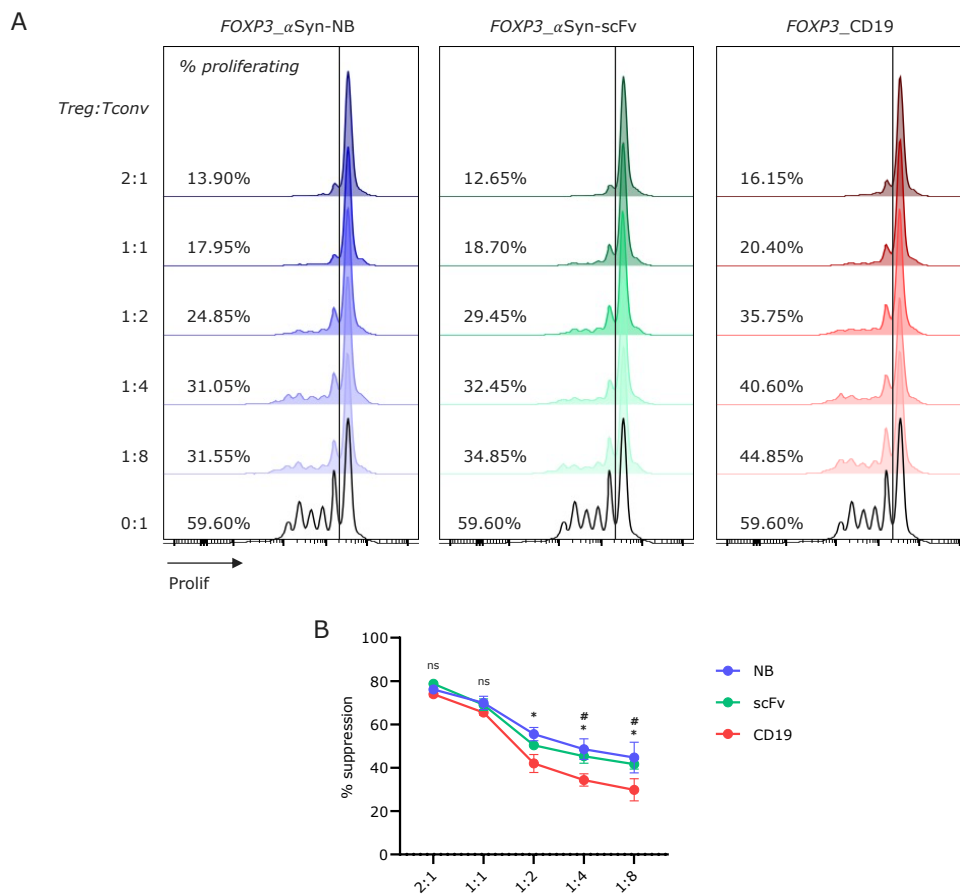 A
FOXP3_αSyn-NB
FOXP3_αSyn-scFv
FOXP3_CD19
% proliferating
Treg:Tconv
2:1 13.90% 12.65% 16.15%
1:1 17.95% 18.70% 20.40%
1:2 24.85% 29.45% 35.75%
1:4 31.05% 32.45% 40.60%
1:8 31.55% 34.85% 44.85%
0:1 59.60% 59.60% 59.60%
Prolif
B
% suppression
100
80
60
40
20
0
ns
ns
*
#
*
#
*
2:1
1:1
1:2
1:4
1:8
NB
scFv
CD19